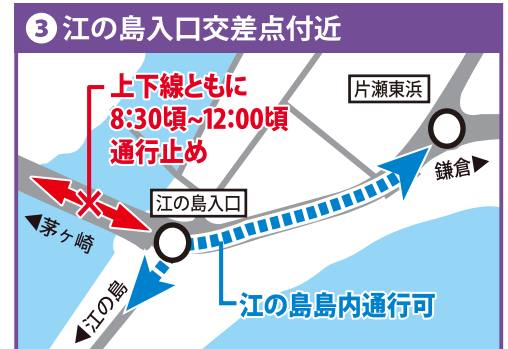 ③江の島入口交差点付近
上下線ともに
8:30頃~12:00頃
通行止め
片瀬東浜
鎌倉▶
江の島入口
◀茅ヶ崎
◀江の島
江の島島内通行可